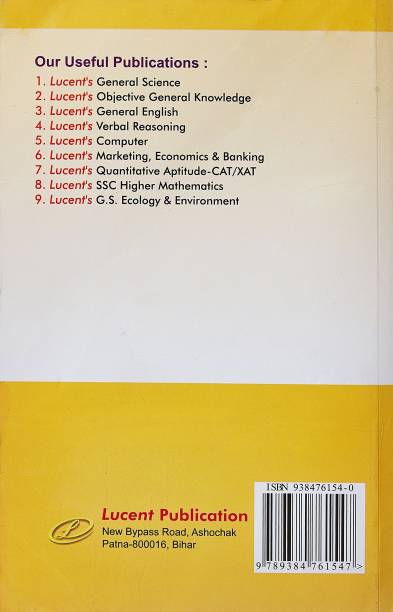 Our Useful Publications :
1. Lucent's General Science
2. Lucent's Objective General Knowledge
3. Lucent's General English
4. Lucent's Verbal Reasoning
5. Lucent's Computer
6. Lucent's Marketing, Economics & Banking
7. Lucent's Quantitative Aptitude-CAT/XAT
8. Lucent's SSC Higher Mathematics
9. Lucent's G.S. Ecology & Environment
L
Lucent Publication
New Bypass Road, Ashochak
Patna-800016, Bihar
ISBN 938476154-0
9 789384 761547 >